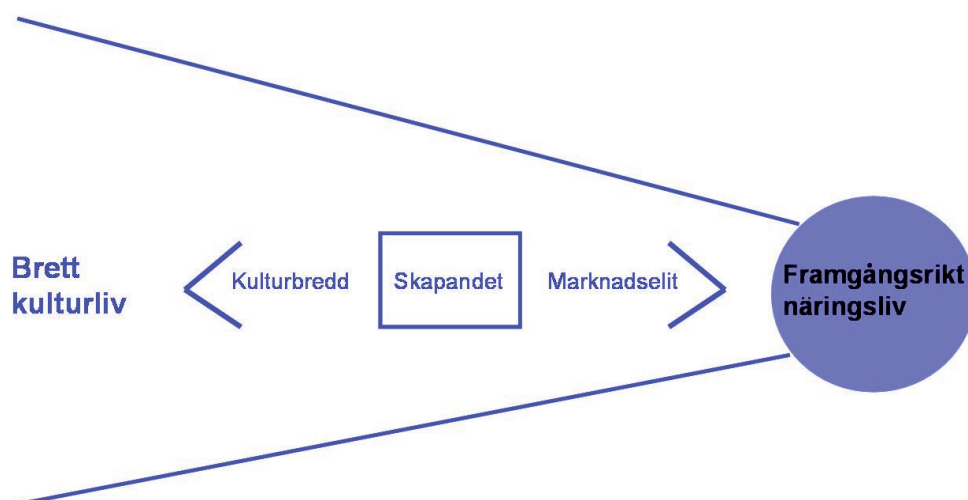 Brett
kulturliv
Kulturbredd
Skapandet
Marknadselit
Framgångsrikt
näringsliv